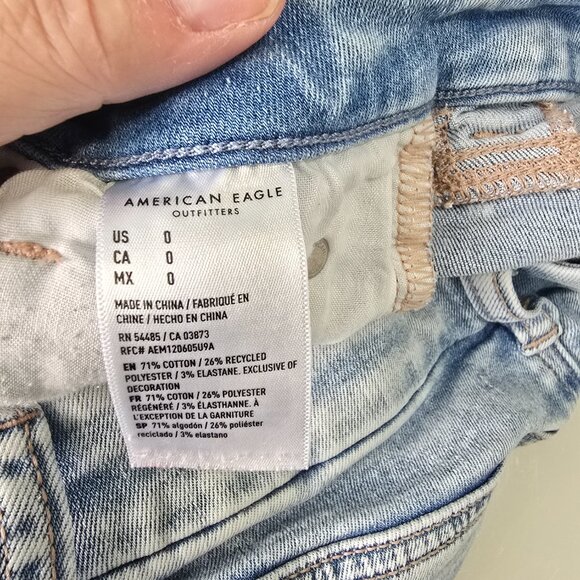 AMERICAN EAGLE
OUTFITTERS
US 0
CA 0
MX 0
MADE IN CHINA / FABRIQUÉ EN
CHINE / HECHO EN CHINA
RN 54485 / CA 03873
RFC# AEM120605U9A
EN 71% COTTON / 26% RECYCLED
POLYESTER / 3% ELASTANE. EXCLUSIVE OF
DECORATION
FR 71% COTON / 26% POLYESTER
RÉGÉNÉRÉ / 3% ÉLASTHANNE. À
L'EXCEPTION DE LA GARNITURE
SP 71% algodón / 26% poliéster
reciclado / 3% elastano